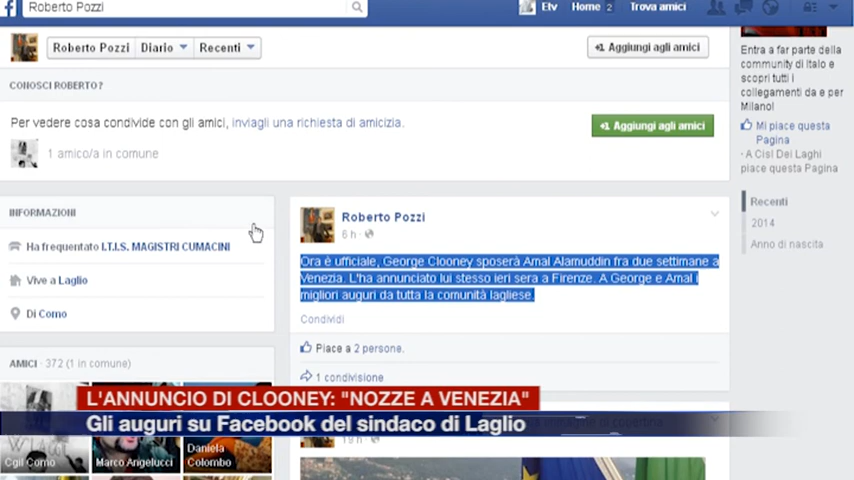 Roberto Pozzi
Etv Home 2 Trova amici
Roberto Pozzi Diario Recenti
+1 Aggiungi agli amici
CONOSCI ROBERTO?
Per vedere cosa condivide con gli amici, inviagli una richiesta di amicizia.
+1 Aggiungi agli amici
1 amico/a in comune
Entra a far parte della
community di Italo e
scopri tutti i
collegamenti da e per
Milano!
Mi piace questa
Pagina
A Cisl Dei Laghi
piace questa Pagina
Recenti
2014
Anno di nascita
INFORMAZIONI
Ha frequentato I.T.I.S. MAGISTRI CUMACINI
Vive a Laglio
Di Como
Roberto Pozzi
6 h
Ora è ufficiale, George Clooney sposerà Amal Alamuddin fra due settimane a
Venezia. L'ha annunciato lui stesso ieri sera a Firenze. A George e Amal i
migliori auguri da tutta la comunità lagliese.
Condividi
Piace a 2 persone.
1 condivisione
AMICI · 372 (1 in comune)
L'ANNUNCIO DI CLOONEY: "NOZZE A VENEZIA"
Gli auguri su Facebook del sindaco di Laglio
Cgil Como
Marco Angelucci
Daniela
Colombo